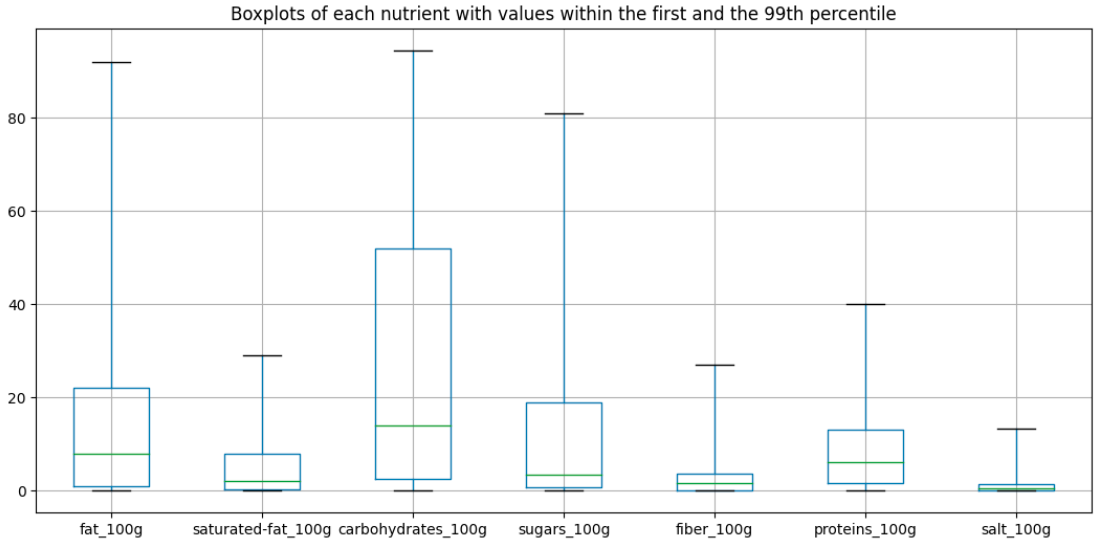 Boxplots of each nutrient with values within the first and the 99th percentile
80
60
40
20
0
fat_100g saturated-fat_100g carbohydrates_100g sugars_100g fiber_100g proteins_100g salt_100g